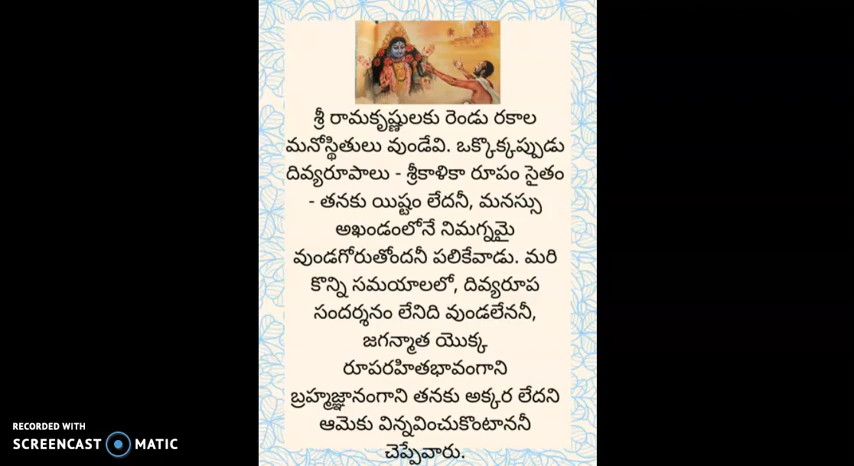 శ్రీ రామకృష్ణులకు రెండు రకాల
మనోస్థితులు వుండేవి. ఒక్కొక్కప్పుడు
దివ్యరూపాలు - శ్రీకాళికా రూపం సైతం
- తనకు యిష్టం లేదనీ, మనస్సు
అఖండంలోనే నిమగ్నమై
వుండగోరుతోందనీ పలికేవాడు. మరి
కొన్ని సమయాలలో, దివ్యరూప
సందర్శనం లేనిది వుండలేననీ,
జగన్మాత యొక్క
రూపరహితభావంగాని
బ్రహ్మజ్ఞానంగాని తనకు అక్కర లేదని
ఆమెకు విన్నవించుకొంటాననీ
చెప్పేవారు.
RECORDED WITH
SCREENCAST MATIC